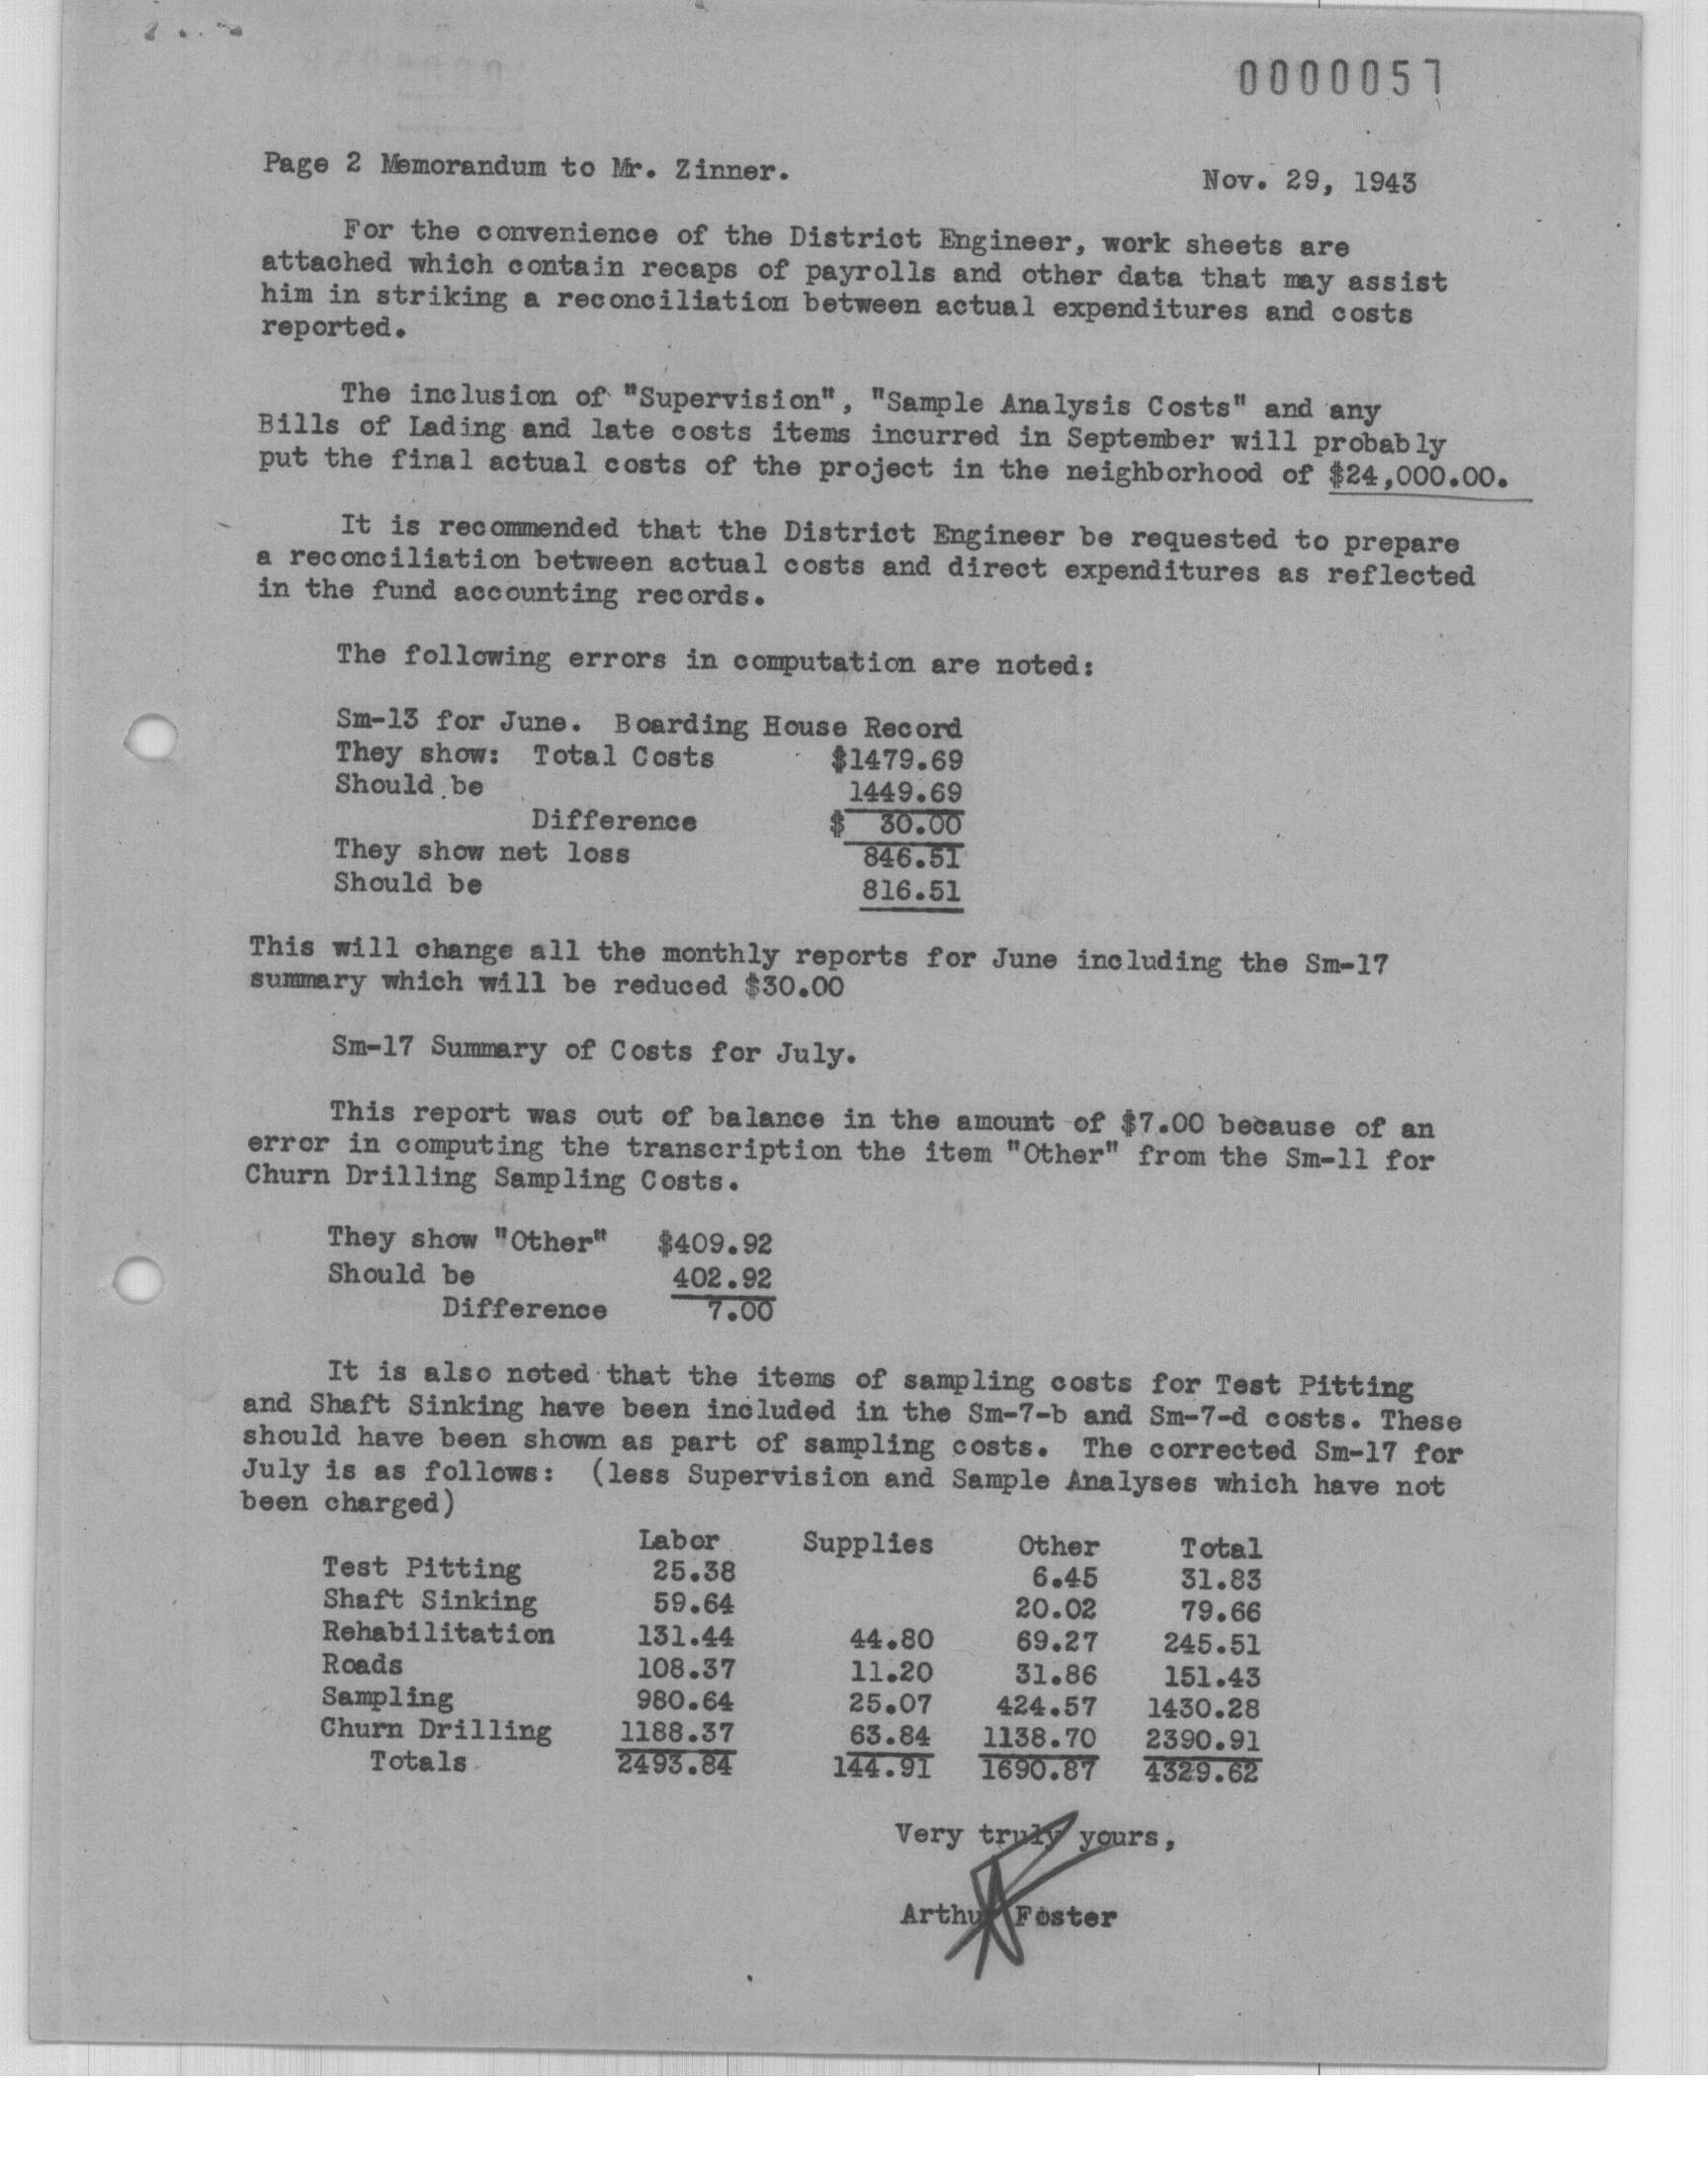 0000057
Page 2 Memorandum to Mr. Zinner.
Nov. 29, 1943
For the convenience of the District Engineer, work sheets are
attached which contain recaps of payrolls and other data that may assist
him in striking a reconciliation between actual expenditures and costs
reported.
The inclusion of "Supervision", "Sample Analysis Costs" and any
Bills of Lading and late costs items incurred in September will probably
put the final actual costs of the project in the neighborhood of $24,000.00.
It is recommended that the District Engineer be requested to prepare
a reconciliation between actual costs and direct expenditures as reflected
in the fund accounting records.
The following errors in computation are noted:
Sm-13 for June. Boarding House Record
They show: Total Costs $1479.69
Should be 1449.69
Difference $ 30.00
They show net loss 846.51
Should be 816.51
This will change all the monthly reports for June including the Sm-17
summary which will be reduced $30.00
Sm-17 Summary of Costs for July.
This report was out of balance in the amount of $7.00 because of an
error in computing the transcription the item "Other" from the Sm-11 for
Churn Drilling Sampling Costs.
They show "Other" $409.92
Should be 402.92
Difference 7.00
It is also noted that the items of sampling costs for Test Pitting
and Shaft Sinking have been included in the Sm-7-b and Sm-7-d costs. These
should have been shown as part of sampling costs. The corrected Sm-17 for
July is as follows: (less Supervision and Sample Analyses which have not
been charged)
Labor Supplies Other Total
Test Pitting 25.38 6.45 31.83
Shaft Sinking 59.64 20.02 79.66
Rehabilitation 131.44 44.80 69.27 245.51
Roads 108.37 11.20 31.86 151.43
Sampling 980.64 25.07 424.57 1430.28
Churn Drilling 1188.37 63.84 1138.70 2390.91
Totals 2493.84 144.91 1690.87 4329.62
Very truly yours,
Arthur Foster